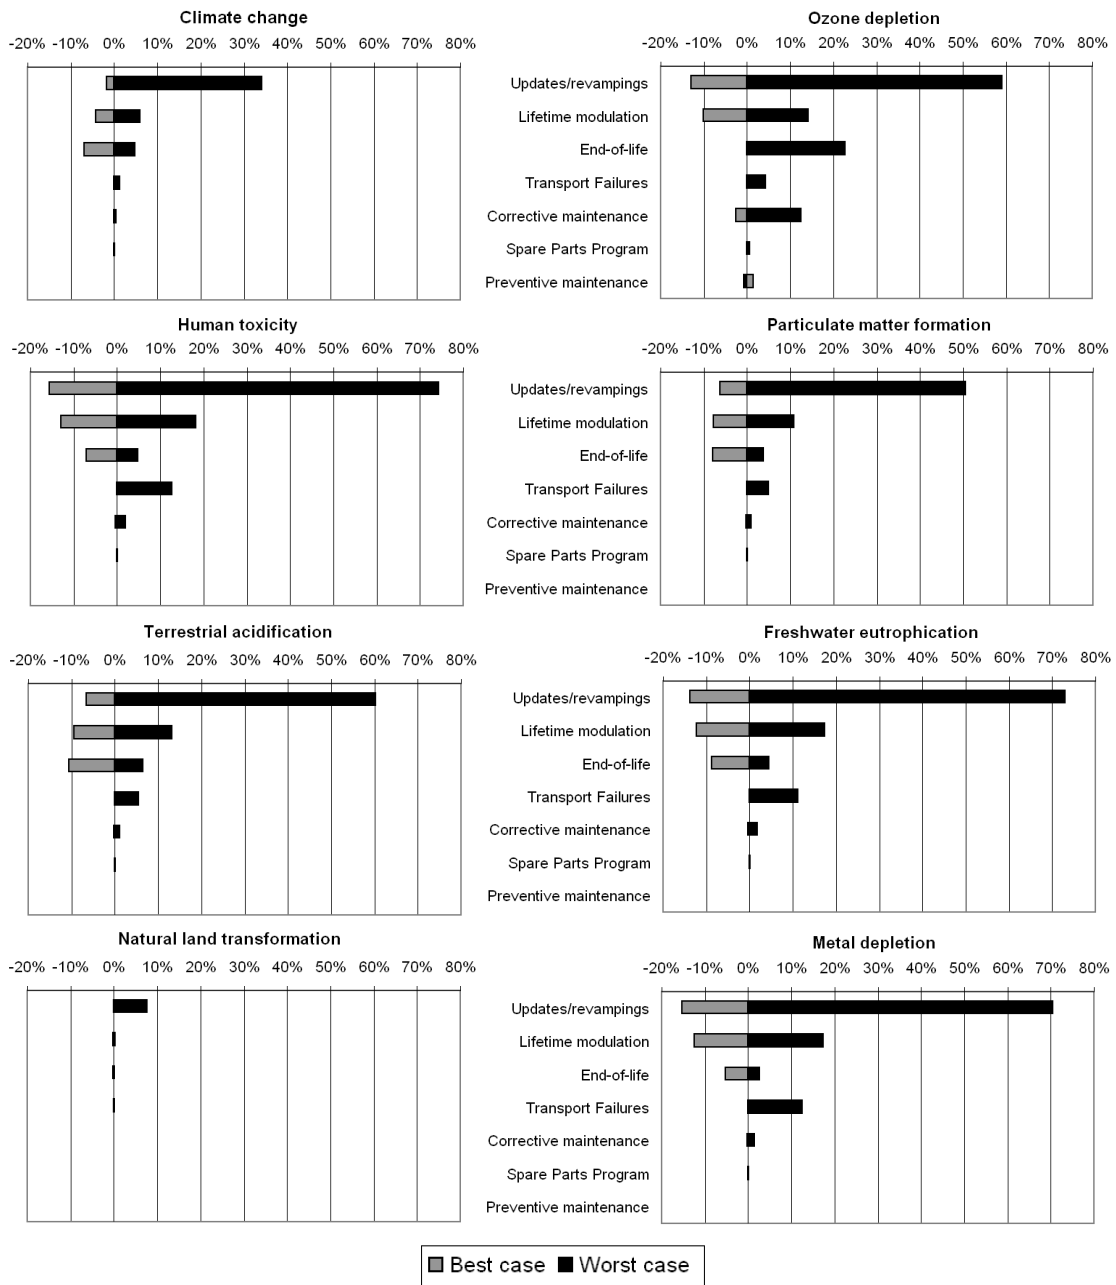 Climate change
-20% -10% 0% 10% 20% 30% 40% 50% 60% 70% 80%
Ozone depletion
-20% -10% 0% 10% 20% 30% 40% 50% 60% 70% 80%
Updates/revampings
Lifetime modulation
End-of-life
Transport Failures
Corrective maintenance
Spare Parts Program
Preventive maintenance
Human toxicity
-20% -10% 0% 10% 20% 30% 40% 50% 60% 70% 80%
Particulate matter formation
-20% -10% 0% 10% 20% 30% 40% 50% 60% 70% 80%
Updates/revampings
Lifetime modulation
End-of-life
Transport Failures
Corrective maintenance
Spare Parts Program
Preventive maintenance
Terrestrial acidification
-20% -10% 0% 10% 20% 30% 40% 50% 60% 70% 80%
Freshwater eutrophication
-20% -10% 0% 10% 20% 30% 40% 50% 60% 70% 80%
Updates/revampings
Lifetime modulation
End-of-life
Transport Failures
Corrective maintenance
Spare Parts Program
Preventive maintenance
Natural land transformation
-20% -10% 0% 10% 20% 30% 40% 50% 60% 70% 80%
Metal depletion
-20% -10% 0% 10% 20% 30% 40% 50% 60% 70% 80%
Updates/revampings
Lifetime modulation
End-of-life
Transport Failures
Corrective maintenance
Spare Parts Program
Preventive maintenance
Best case Worst case